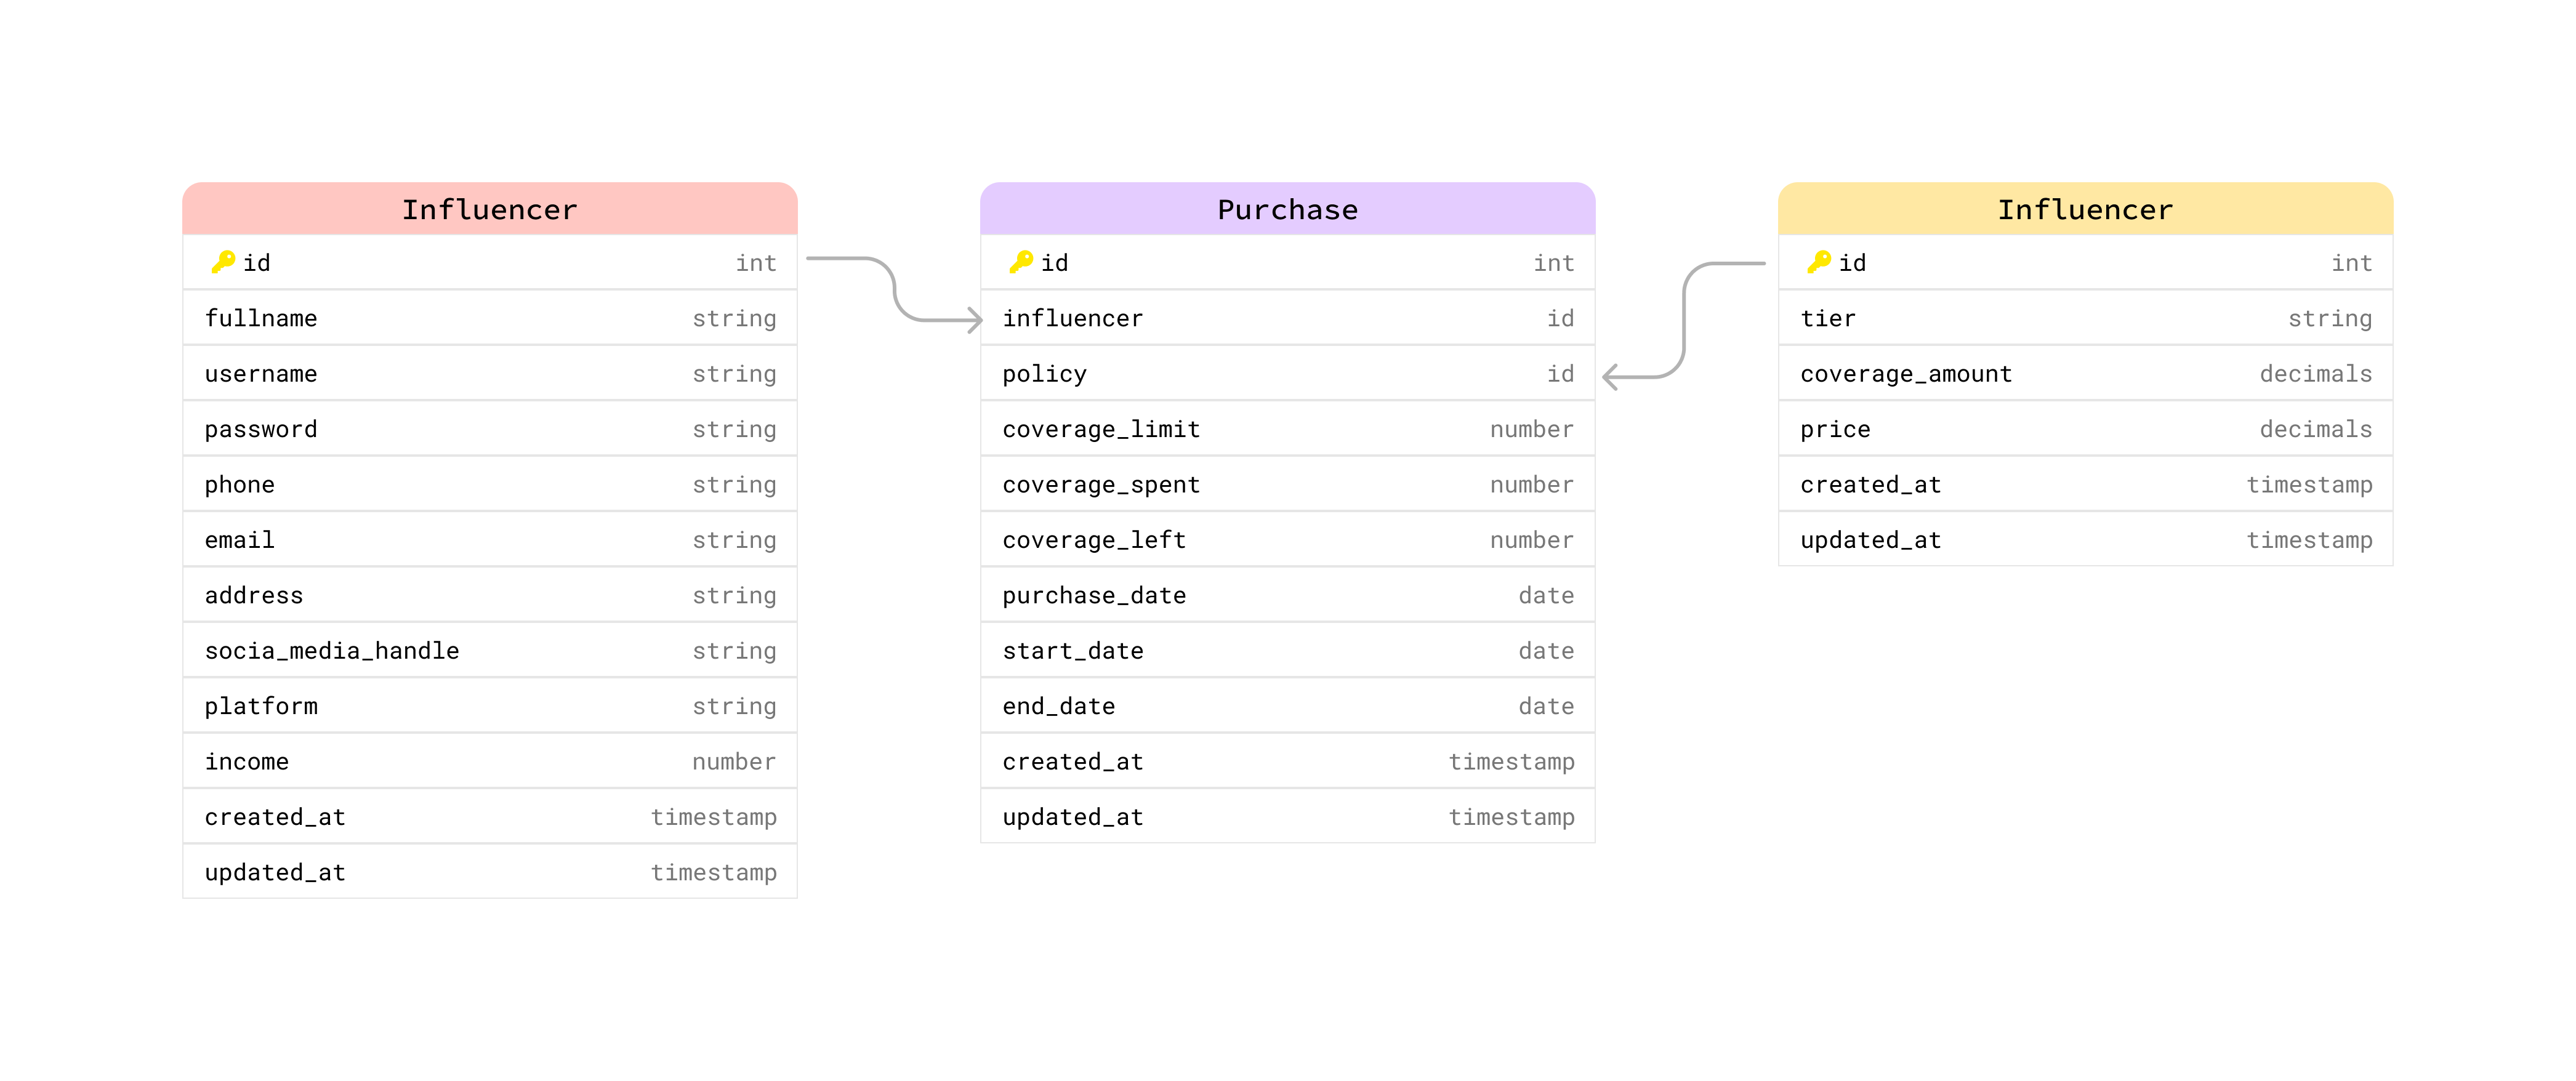 Influencer
id int
fullname string
username string
password string
phone string
email string
address string
socia_media_handle string
platform string
income number
created_at timestamp
updated_at timestamp
Purchase
id int
influencer id
policy id
coverage_limit number
coverage_spent number
coverage_left number
purchase_date date
start_date date
end_date date
created_at timestamp
updated_at timestamp
Influencer
id int
tier string
coverage_amount decimals
price decimals
created_at timestamp
updated_at timestamp